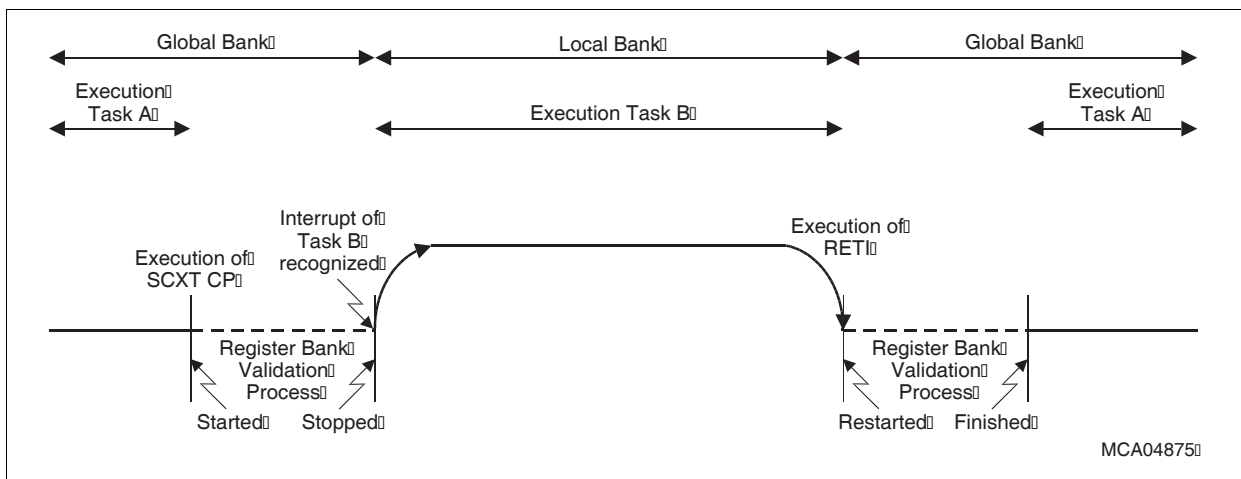 Global Bank
Local Bank
Global Bank
Execution
Task A
Execution Task B
Execution
Task A
Execution of
SCXT CP
Interrupt of
Task B
recognized
Execution of
RETI
Register Bank
Validation
Process
Started
Stopped
Register Bank
Validation
Process
Restarted
Finished
MCA04875